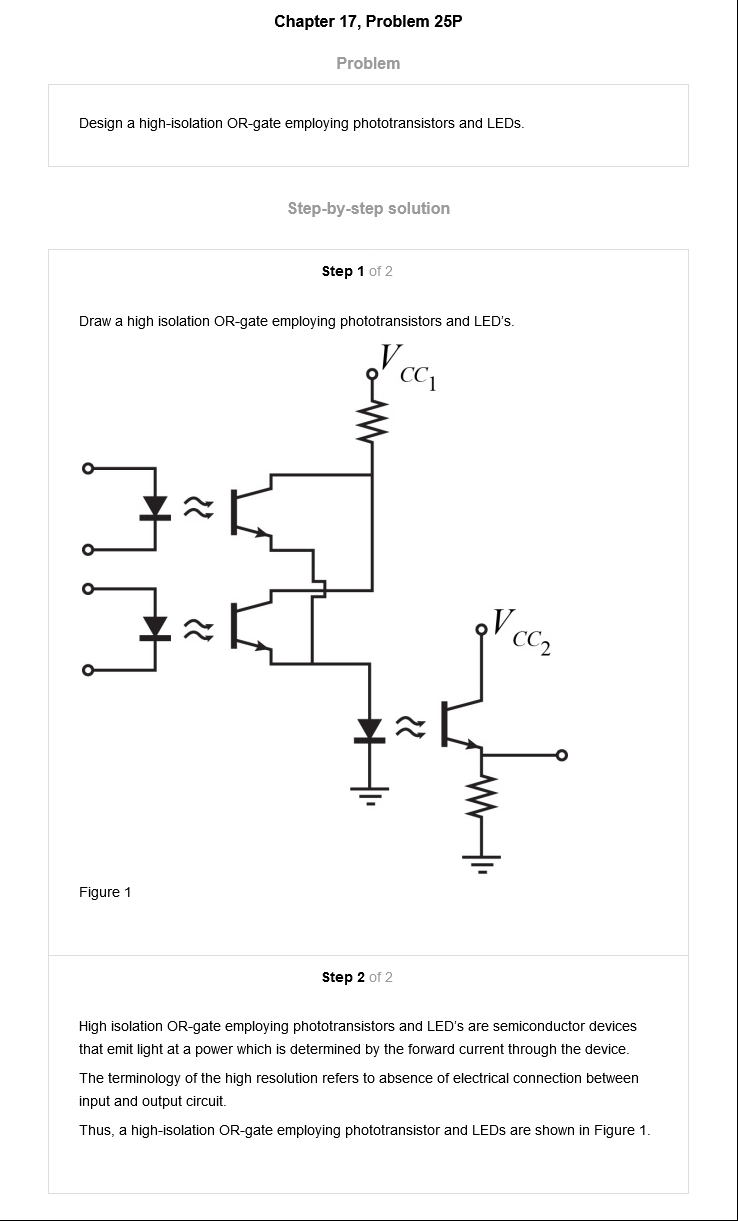 Chapter 17, Problem 25P
Problem
Design a high-isolation OR-gate employing phototransistors and LEDs.
Step-by-step solution
Step 1 of 2
Draw a high isolation OR-gate employing phototransistors and LED's.
V CC1
V CC2
Figure 1
Step 2 of 2
High isolation OR-gate employing phototransistors and LED's are semiconductor devices
that emit light at a power which is determined by the forward current through the device.
The terminology of the high resolution refers to absence of electrical connection between
input and output circuit.
Thus, a high-isolation OR-gate employing phototransistor and LEDs are shown in Figure 1.